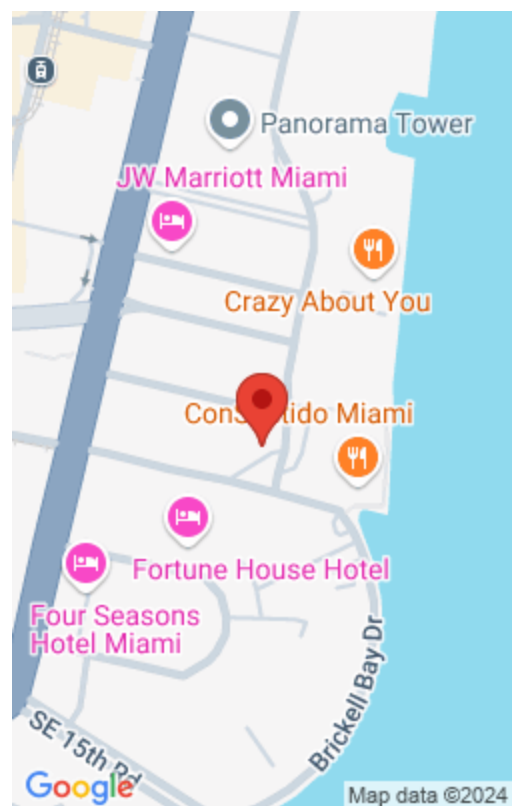 Panorama Tower
JW Marriott Miami
Crazy About You
Miami
Fortune House Hotel
Four Seasons
Hotel Miami
Brickell Bay Dr
SE 15th Rd
Google
Map data ©2024